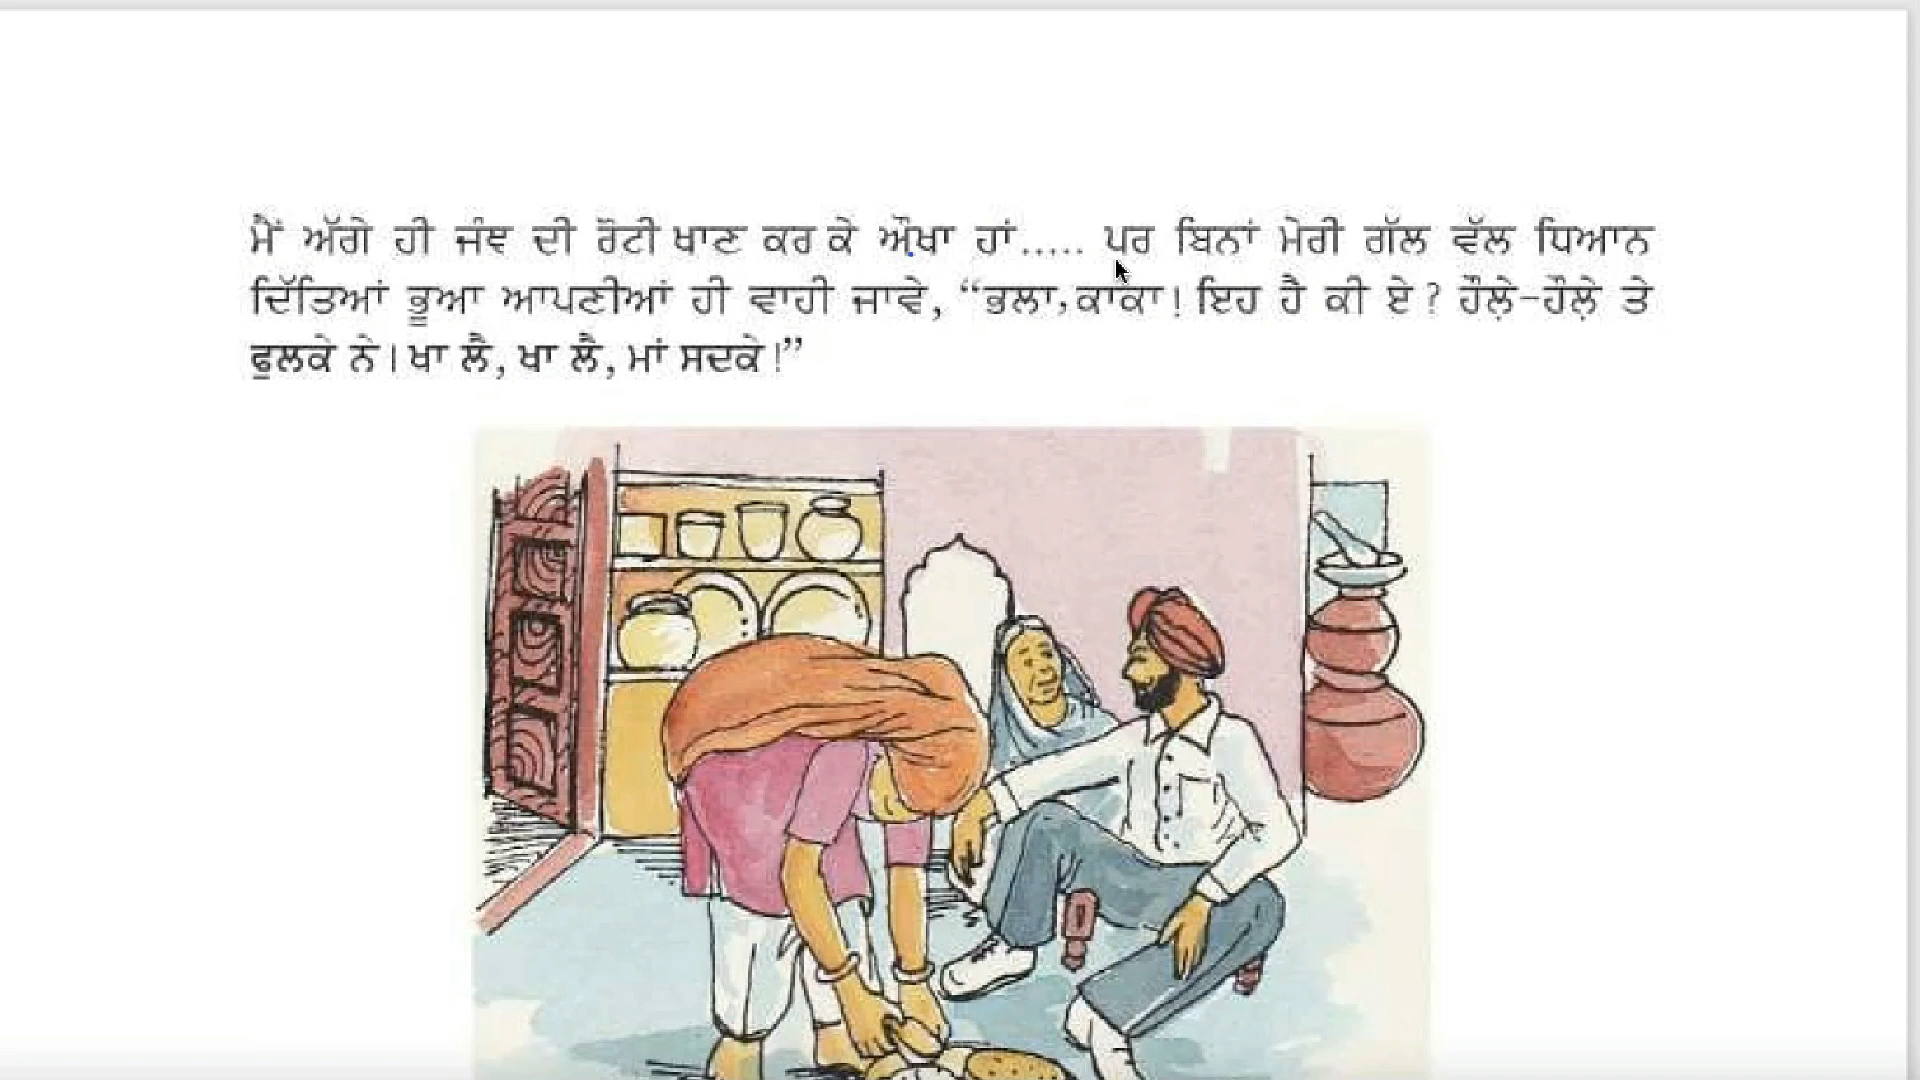 ਮੈਂ ਅੱਗੇ ਹੀ ਜੰਞ ਦੀ ਰੋਟੀ ਖਾਣ ਕਰ ਕੇ ਔਖਾ ਹਾਂ..... ਪਰ ਬਿਨਾਂ ਮੇਰੀ ਗੱਲ ਵੱਲ ਧਿਆਨ
ਦਿੱਤਿਆਂ ਭੂਆ ਆਪਣੀਆਂ ਹੀ ਵਾਹੀ ਜਾਵੇ, “ਭਲਾ, ਕਾਕਾ! ਇਹ ਹੈ ਕੀ ਏ? ਹੌਲ਼ੇ-ਹੌਲ਼ੇ ਤੇ
ਫੁਲਕੇ ਨੇ। ਖਾ ਲੈ, ਖਾ ਲੈ, ਮਾਂ ਸਦਕੇ!”